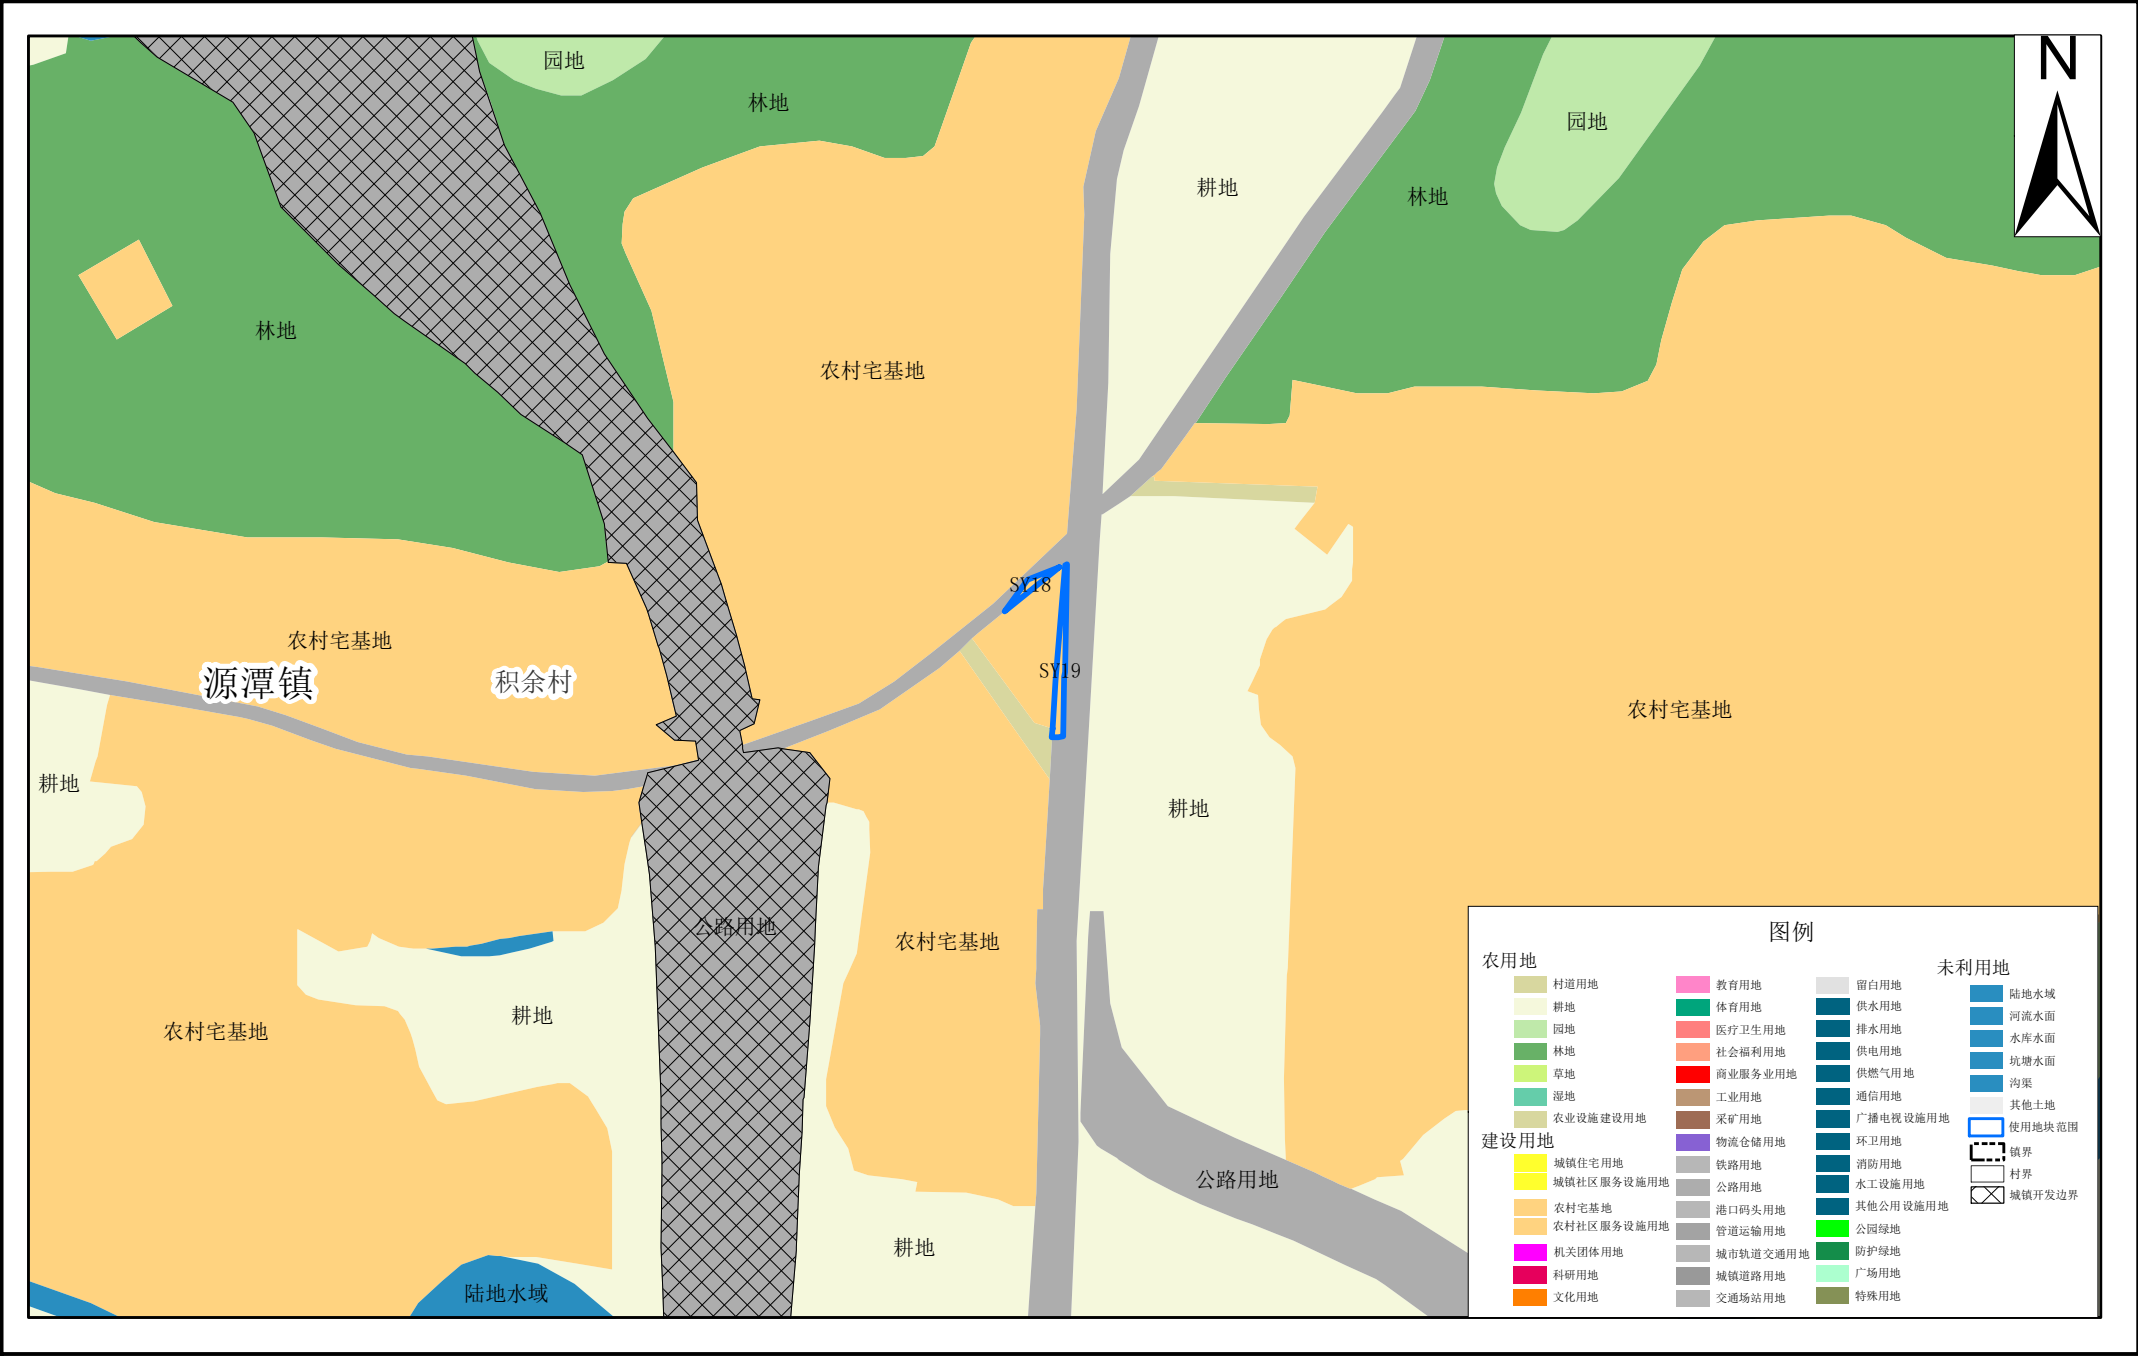 N
园地
林地
园地
耕地
林地
林地
农村宅基地
SY18
农村宅基地
源潭镇
积余村
SY19
农村宅基地
耕地
耕地
公路用地
农村宅基地
耕地
农村宅基地
公路用地
耕地
陆地水域
图例
农用地
村道用地
耕地
园地
林地
草地
湿地
农业设施建设用地
建设用地
城镇住宅用地
城镇社区服务设施用地
农村宅基地
农村社区服务设施用地
机关团体用地
科研用地
文化用地
教育用地
体育用地
医疗卫生用地
社会福利用地
商业服务业用地
工业用地
采矿用地
物流仓储用地
铁路用地
公路用地
港口码头用地
管道运输用地
城市轨道交通用地
城镇道路用地
交通场站用地
留白用地
供水用地
排水用地
供电用地
供燃气用地
通信用地
广播电视设施用地
环卫用地
消防用地
水工设施用地
其他公用设施用地
公园绿地
防护绿地
广场用地
特殊用地
未利用地
陆地水域
河流水面
水库水面
坑塘水面
沟渠
其他土地
使用地块范围
镇界
村界
城镇开发边界